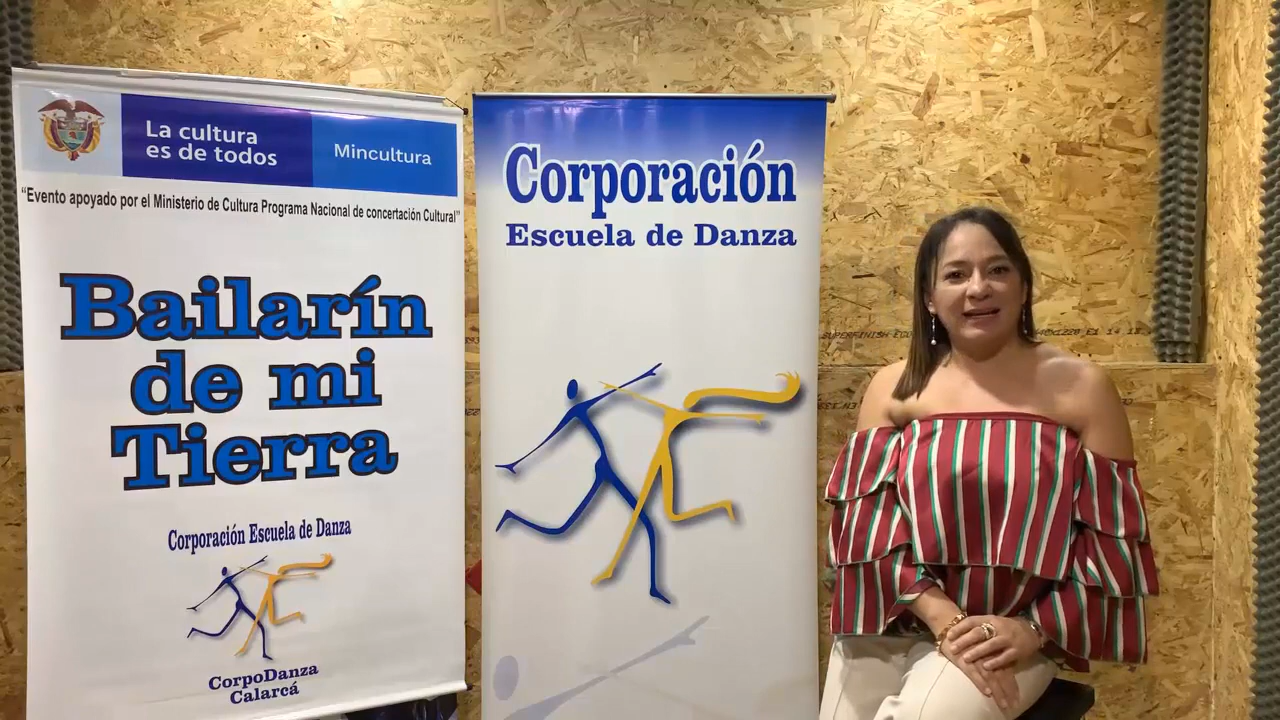 La cultura
es de todos
Mincultura
“Evento apoyado por el Ministerio de Cultura Programa Nacional de concertación Cultural”
Bailarín
de mi
Tierra
Corporación Escuela de Danza
CorpoDanza
Calarcá
Corporación
Escuela de Danza